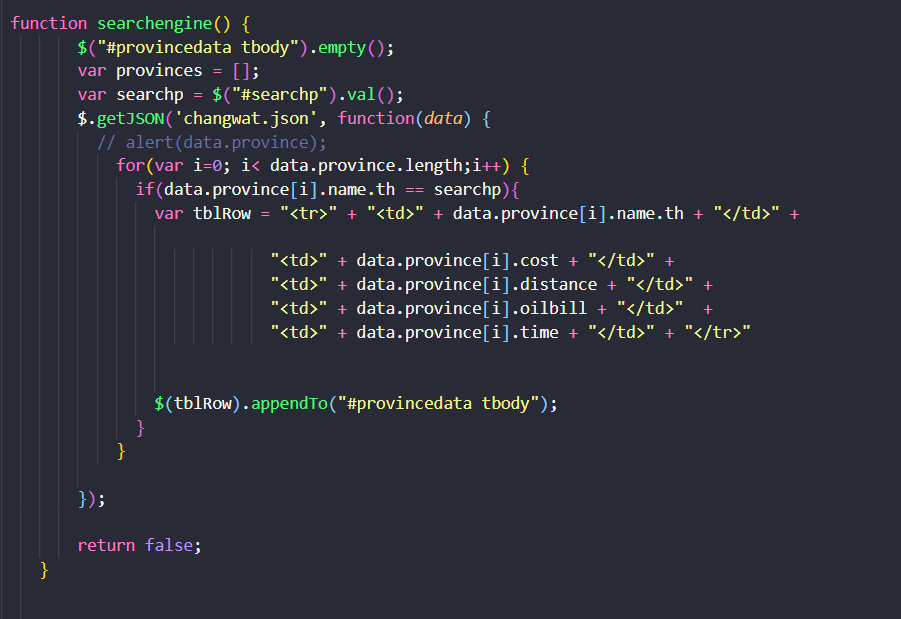 function searchengine() {
$("#provincedata tbody").empty();
var provinces = [];
var searchp = $("#searchp").val();
$.getJSON('changwat.json', function(data) {
// alert(data.province);
for(var i=0; i< data.province.length;i++) {
if(data.province[i].name.th == searchp){
var tblRow = "<tr>" + "<td>" + data.province[i].name.th + "</td>" +
"<td>" + data.province[i].cost + "</td>" +
"<td>" + data.province[i].distance + "</td>" +
"<td>" + data.province[i].oilbill + "</td>"  +
"<td>" + data.province[i].time + "</td>" + "</tr>"
$(tblRow).appendTo("#provincedata tbody");
}
}
});
return false;
}